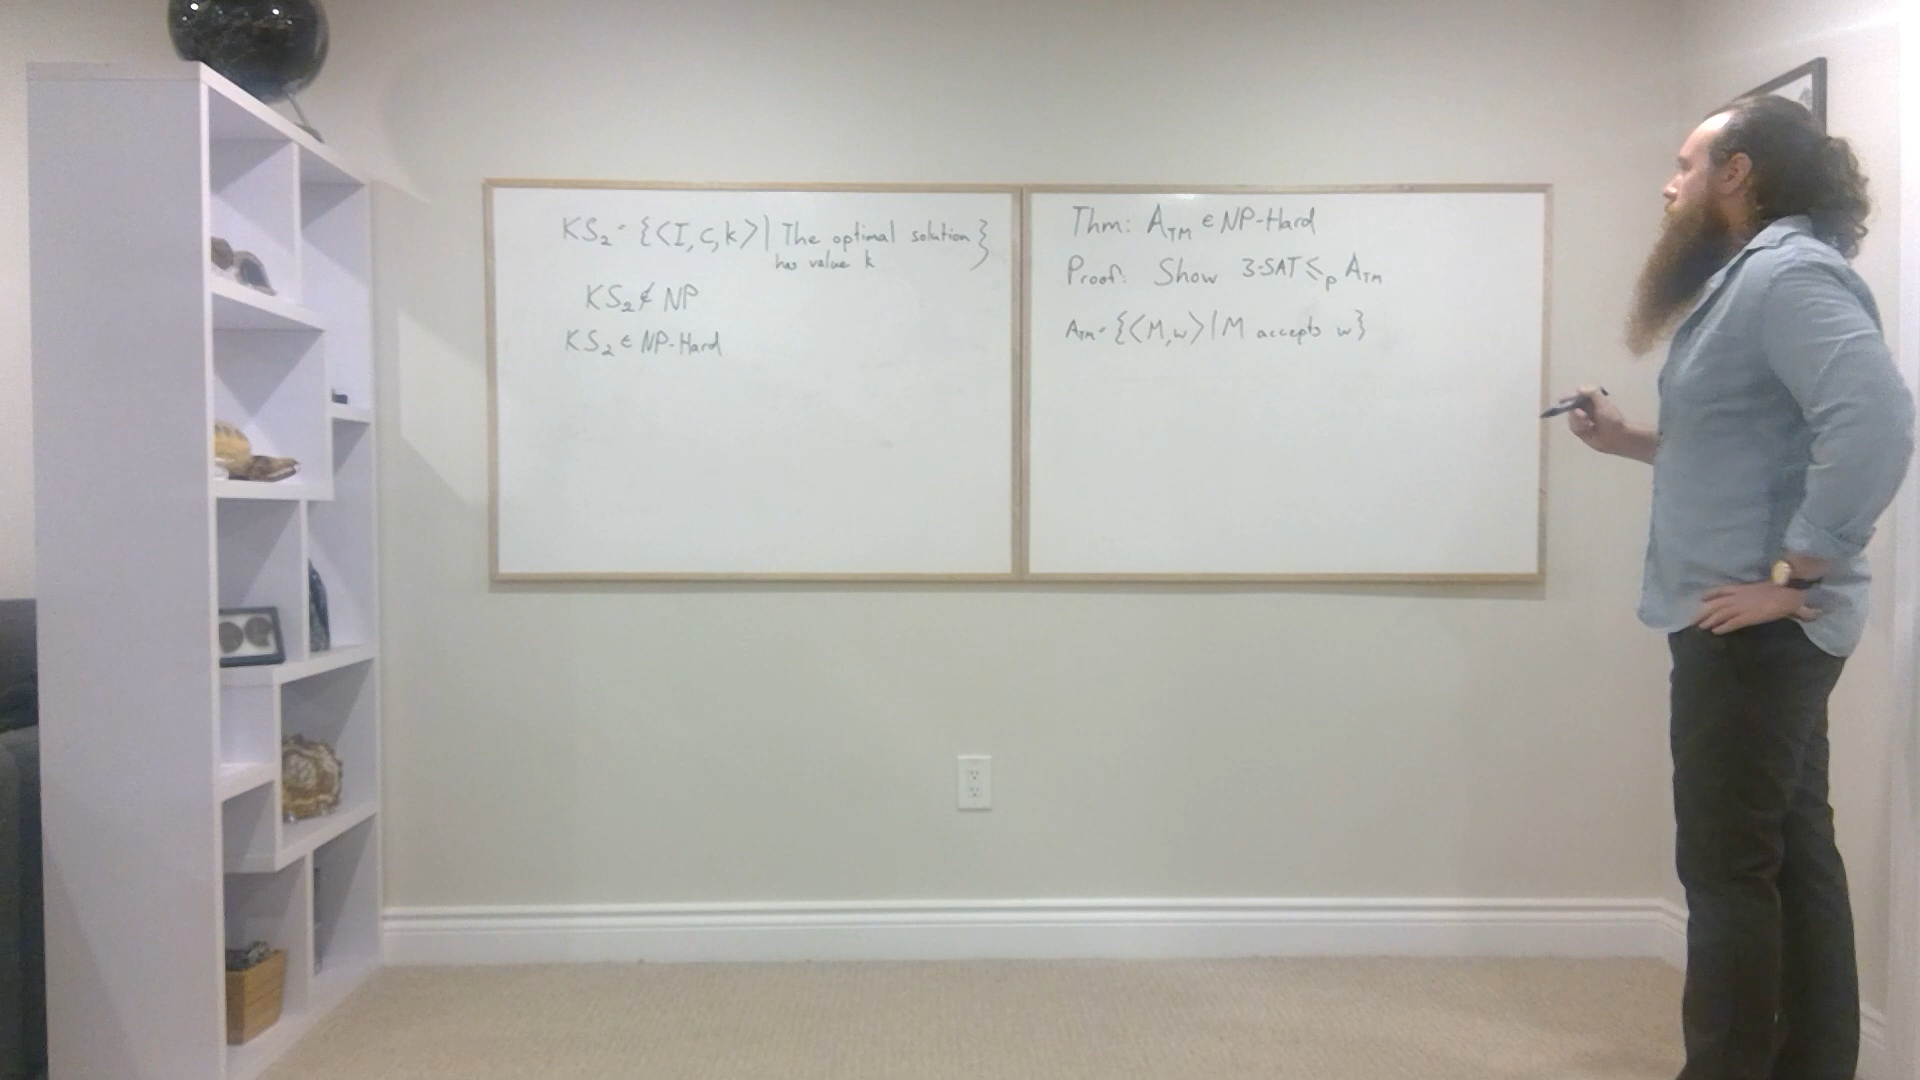 KS₂ = {<I, c, k> | The optimal solution
has value k}
KS₂ ∉ NP
KS₂ ∈ NP-Hard
Thm: A_TM ∈ NP-Hard
Proof: Show 3-SAT ≤ₚ A_TM
A_TM = {<M, w> | M accepts w}